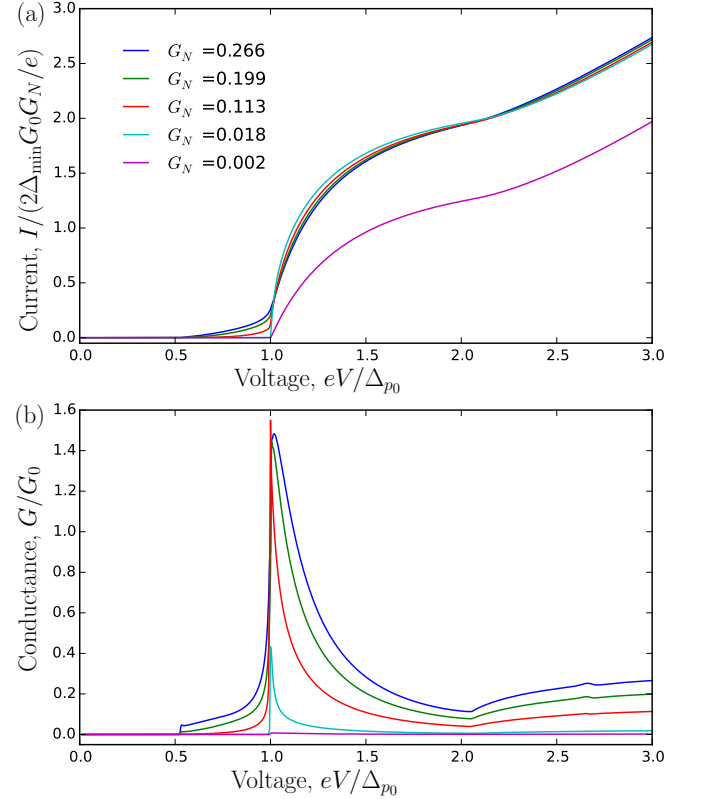 (a)
Current, I/(2Δ_min G_0 G_N/e)
3.0
2.5
2.0
1.5
1.0
0.5
0.0
G_N =0.266
G_N =0.199
G_N =0.113
G_N =0.018
G_N =0.002
0.0 0.5 1.0 1.5 2.0 2.5 3.0
Voltage, eV/Δ_{p_0}
(b)
Conductance, G/G_0
1.6
1.4
1.2
1.0
0.8
0.6
0.4
0.2
0.0
0.0 0.5 1.0 1.5 2.0 2.5 3.0
Voltage, eV/Δ_{p_0}